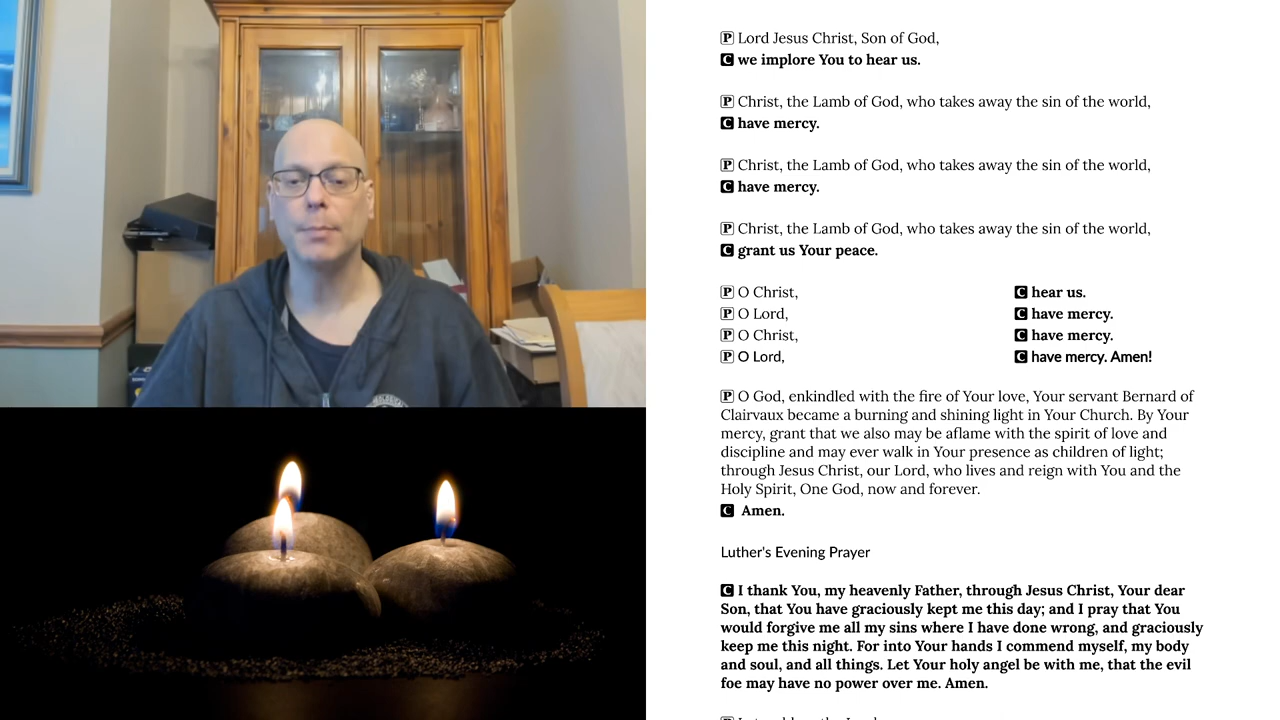 P Lord Jesus Christ, Son of God,
C we implore You to hear us.
P Christ, the Lamb of God, who takes away the sin of the world,
C have mercy.
P Christ, the Lamb of God, who takes away the sin of the world,
C have mercy.
P Christ, the Lamb of God, who takes away the sin of the world,
C grant us Your peace.
P O Christ, C hear us.
P O Lord, C have mercy.
P O Christ, C have mercy.
P O Lord, C have mercy. Amen!
P O God, enkindled with the fire of Your love, Your servant Bernard of
Clairvaux became a burning and shining light in Your Church. By Your
mercy, grant that we also may be aflame with the spirit of love and
discipline and may ever walk in Your presence as children of light;
through Jesus Christ, our Lord, who lives and reign with You and the
Holy Spirit, One God, now and forever.
C Amen.
Luther's Evening Prayer
C I thank You, my heavenly Father, through Jesus Christ, Your dear
Son, that You have graciously kept me this day; and I pray that You
would forgive me all my sins where I have done wrong, and graciously
keep me this night. For into Your hands I commend myself, my body
and soul, and all things. Let Your holy angel be with me, that the evil
foe may have no power over me. Amen.